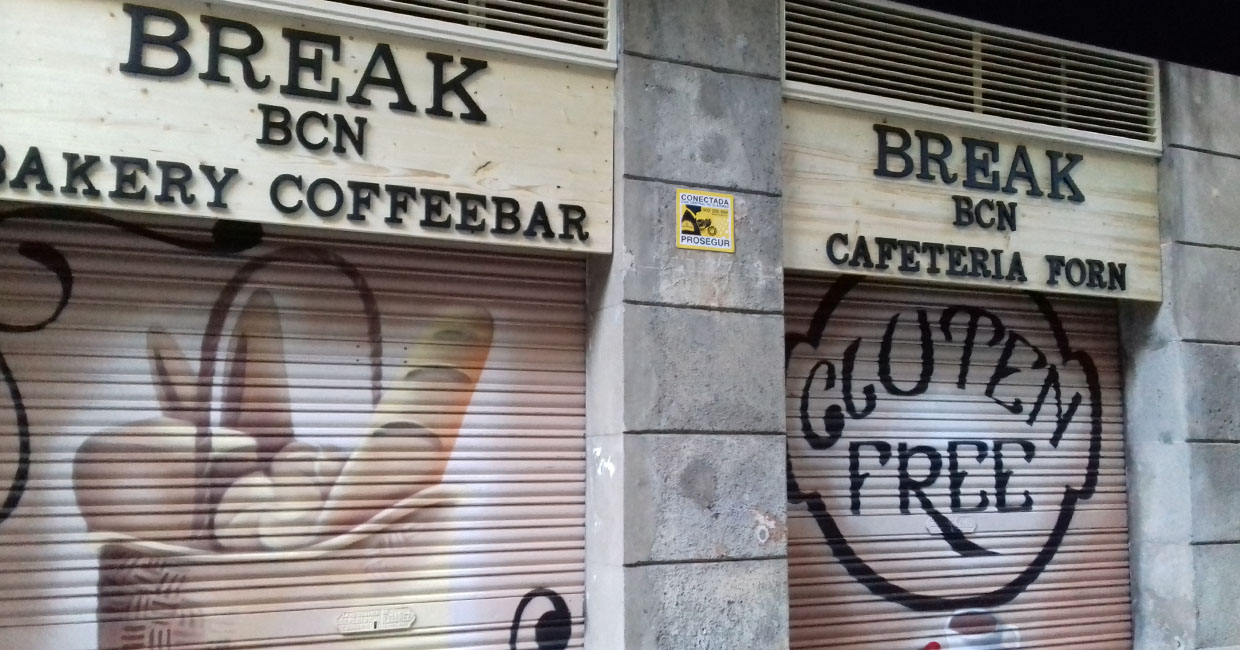 BREAK
BCN
BAKERY COFFEEBAR
CONECTADA
PROSEGUR
BREAK
BCN
CAFETERIA FORN
GLUTEN
FREE